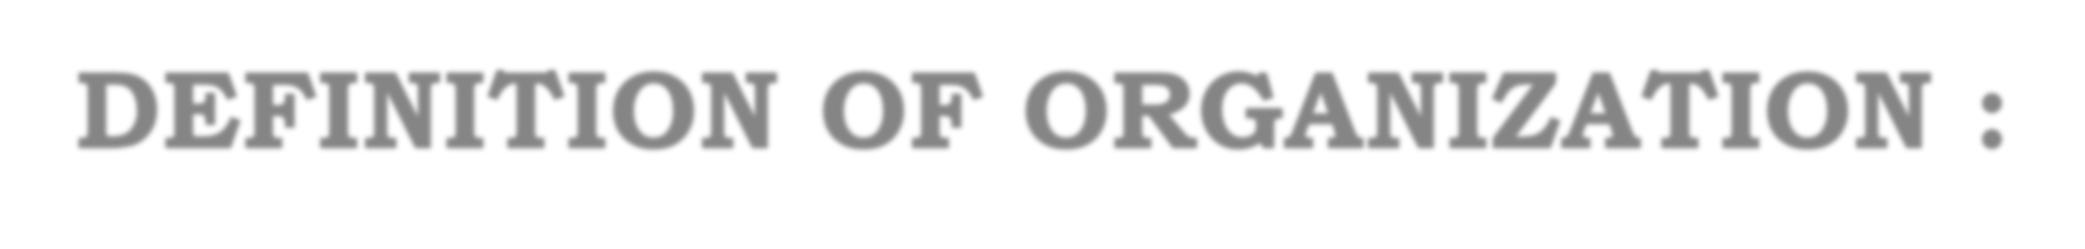 DEFINITION OF ORGANIZATION :